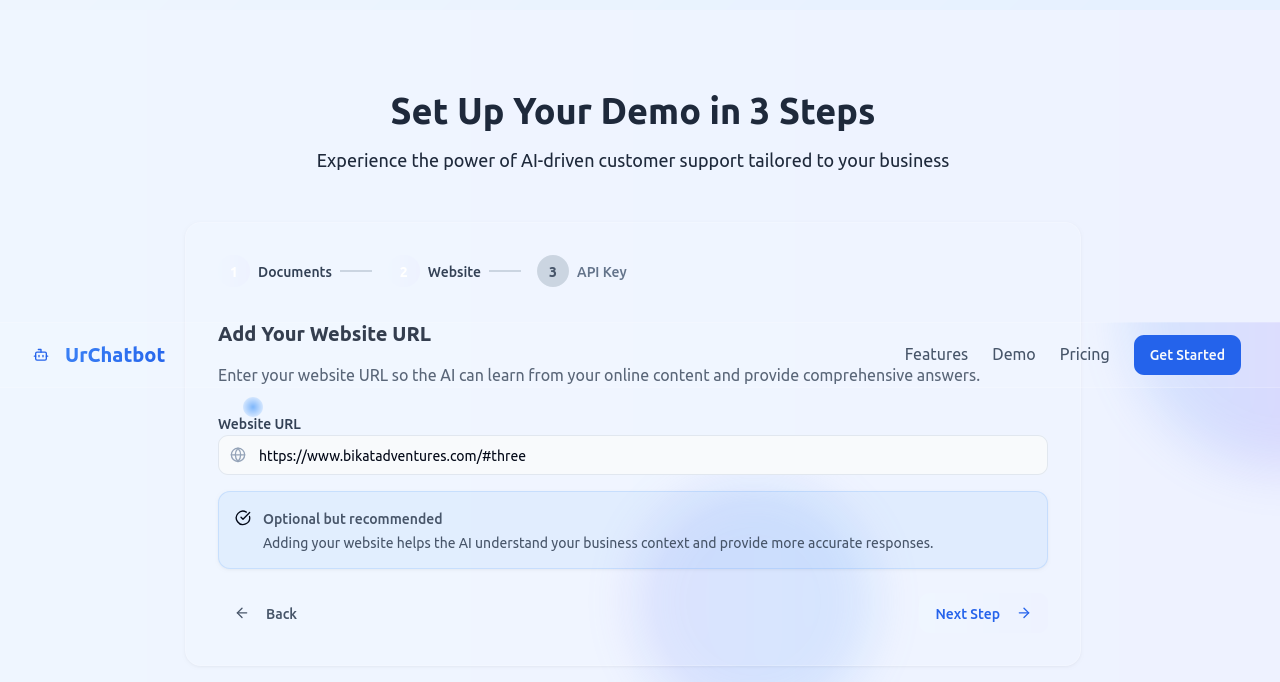 Set Up Your Demo in 3 Steps
Experience the power of AI-driven customer support tailored to your business
1 Documents 2 Website 3 API Key
Add Your Website URL
UrChatbot Features Demo Pricing Get Started
Enter your website URL so the AI can learn from your online content and provide comprehensive answers.
Website URL
https://www.bikatadventures.com/#three
Optional but recommended
Adding your website helps the AI understand your business context and provide more accurate responses.
Back Next Step